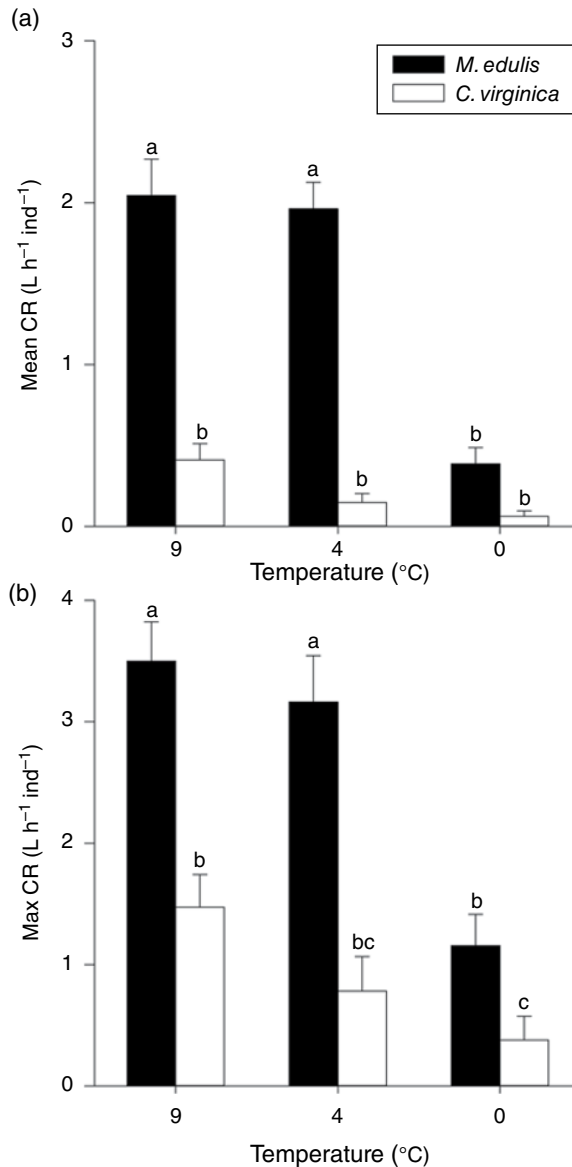 (a)
3
M. edulis
C. virginica
a
a
2
Mean CR (L h⁻¹ ind⁻¹)
1
b
b
b
b
0
9
4
0
Temperature (°C)
(b)
4
a
a
3
Max CR (L h⁻¹ ind⁻¹)
2
b
bc
b
1
c
0
9
4
0
Temperature (°C)